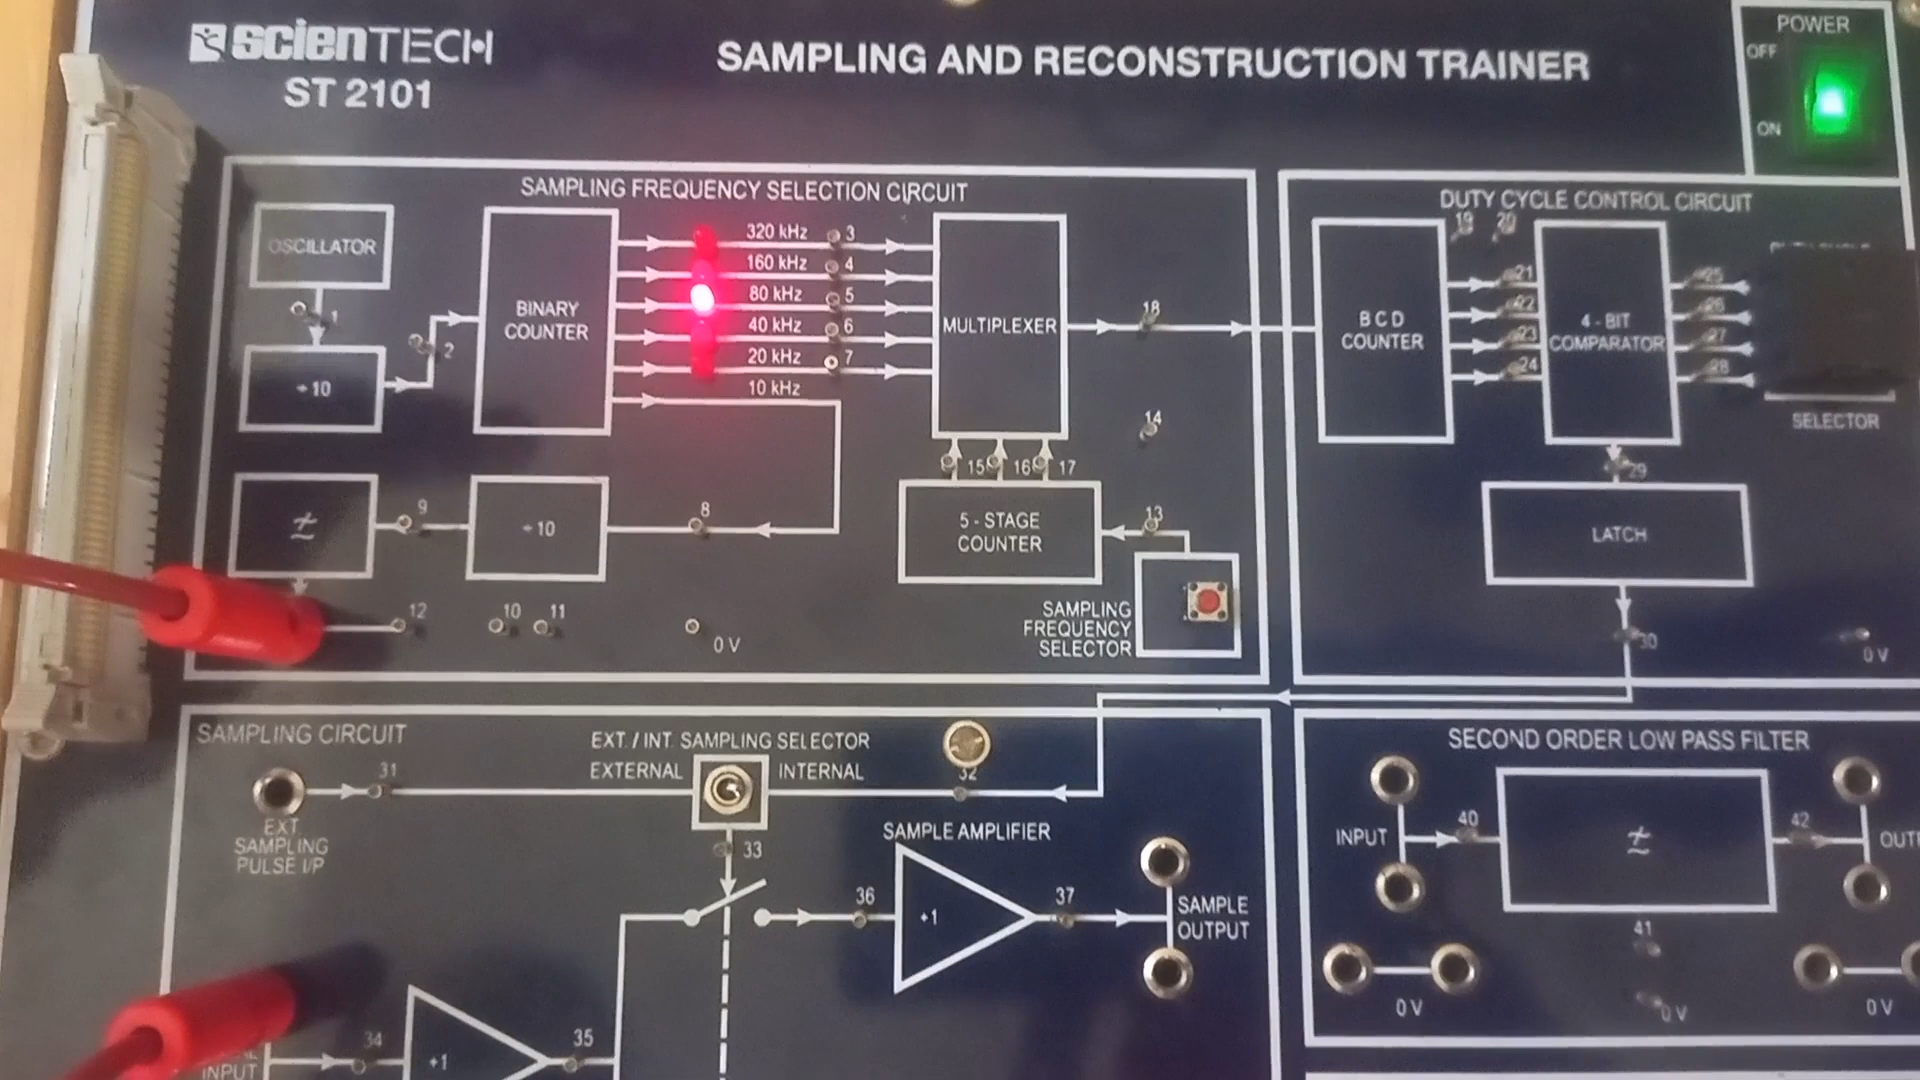 scienTECH
ST 2101
SAMPLING AND RECONSTRUCTION TRAINER
POWER
OFF
ON
SAMPLING FREQUENCY SELECTION CIRCUIT
OSCILLATOR
1
÷10
2
BINARY
COUNTER
320 kHz
3
160 kHz
4
80 kHz
5
40 kHz
6
20 kHz
7
10 kHz
MULTIPLEXER
18
14
15
16
17
5 - STAGE
COUNTER
13
SAMPLING
FREQUENCY
SELECTOR
8
÷10
9
±
12
10
11
0 V
DUTY CYCLE CONTROL CIRCUIT
19
20
B C D
COUNTER
21
22
23
24
4 - BIT
COMPARATOR
25
26
27
28
SELECTOR
29
LATCH
30
0 V
SAMPLING CIRCUIT
EXT. / INT. SAMPLING SELECTOR
EXTERNAL
INTERNAL
31
32
EXT.
SAMPLING
PULSE I/P
33
SAMPLE AMPLIFIER
36
+1
37
SAMPLE
OUTPUT
34
35
+1
INPUT
SECOND ORDER LOW PASS FILTER
INPUT
40
±
42
41
0 V
0 V
0 V